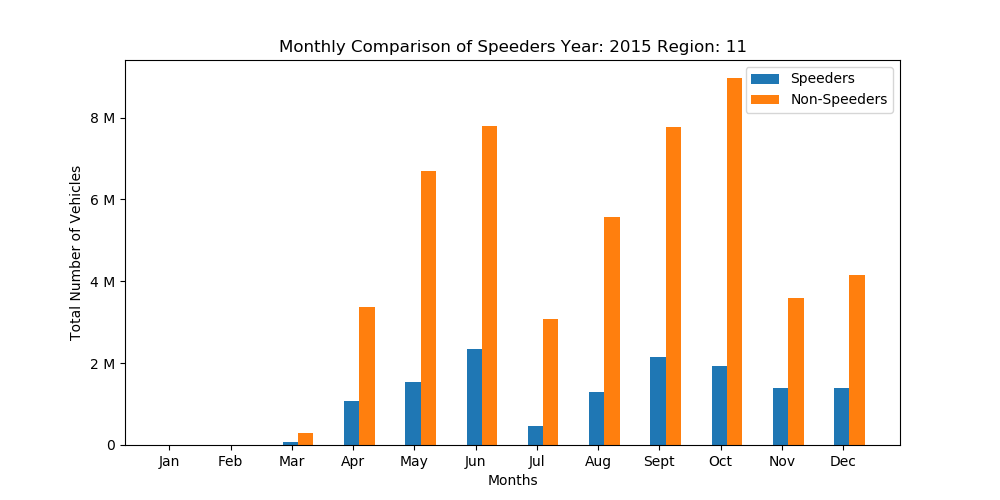 Monthly Comparison of Speeders Year: 2015 Region: 11
Speeders
Non-Speeders
Total Number of Vehicles
8 M
6 M
4 M
2 M
0
Jan Feb Mar Apr May Jun Jul Aug Sept Oct Nov Dec
Months